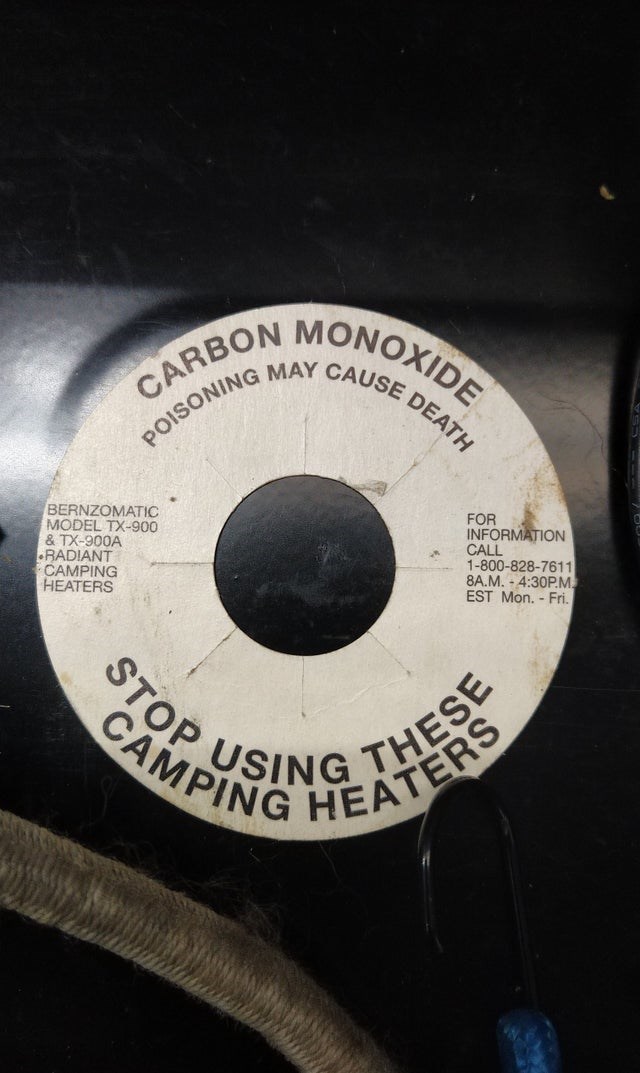 CARBON MONOXIDE
POISONING MAY CAUSE DEATH
BERNZOMATIC
MODEL TX-900
& TX-900A
RADIANT
CAMPING
HEATERS
FOR
INFORMATION
CALL
1-800-828-7611
8A.M. - 4:30P.M.
EST Mon. - Fri.
STOP USING THESE
CAMPING HEATERS